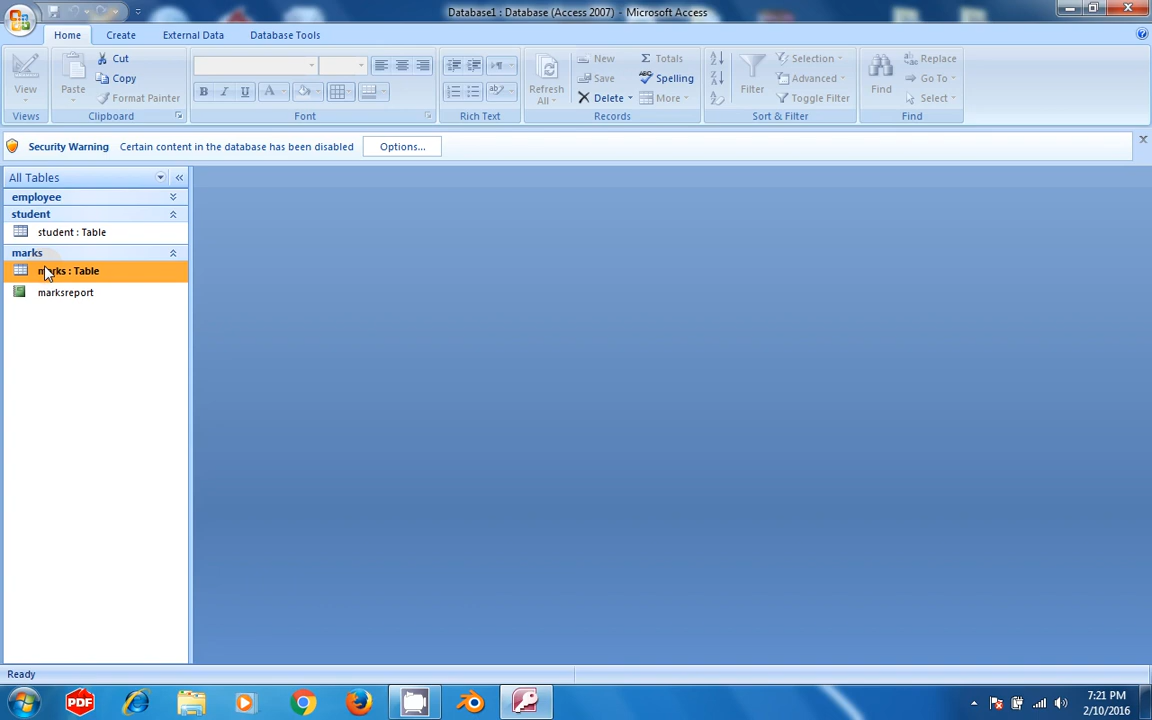 Database1 : Database (Access 2007) - Microsoft Access
Home Create External Data Database Tools
View
Views
Paste
Cut
Copy
Format Painter
Clipboard
B I U A
Font
Rich Text
Refresh All
New
Save
Delete
Totals
Spelling
More
Records
Filter
Selection
Advanced
Toggle Filter
Sort & Filter
Find
Replace
Go To
Select
Find
Security Warning Certain content in the database has been disabled Options...
All Tables
employee
student
student : Table
marks
marks : Table
marksreport
Ready
PDF
7:21 PM
2/10/2016